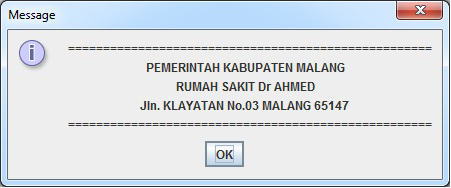 Message
====================================================
PEMERINTAH KABUPATEN MALANG
RUMAH SAKIT Dr AHMED
Jln. KLAYATAN No.03 MALANG 65147
====================================================
OK